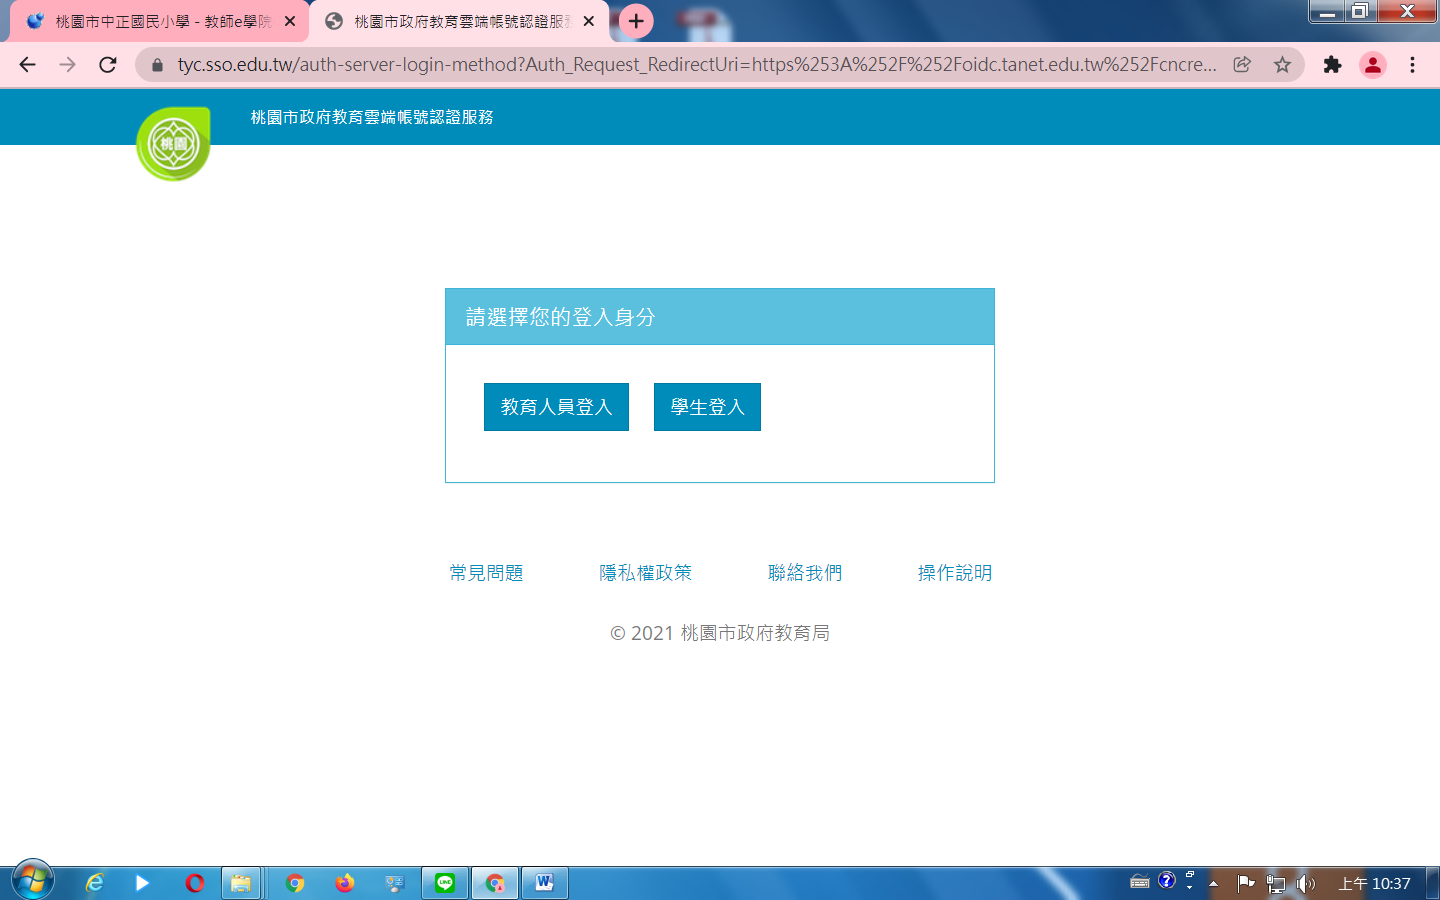 桃園市中正國民小學 - 教師e學院
桃園市政府教育雲端帳號認證服
tyc.sso.edu.tw/auth-server-login-method?Auth_Request_RedirectUri=https%253A%252F%252Foidc.tanet.edu.tw%252Fcncre...
桃園
桃園市政府教育雲端帳號認證服務
請選擇您的登入身分
教育人員登入
學生登入
常見問題
隱私權政策
聯絡我們
操作說明
© 2021 桃園市政府教育局
上午 10:37